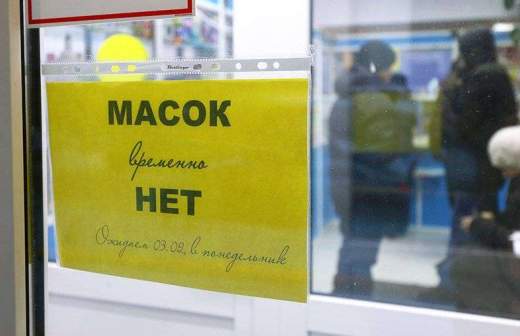 МАСОК
временно
НЕТ
Ожидаем 03.02, в понедельник